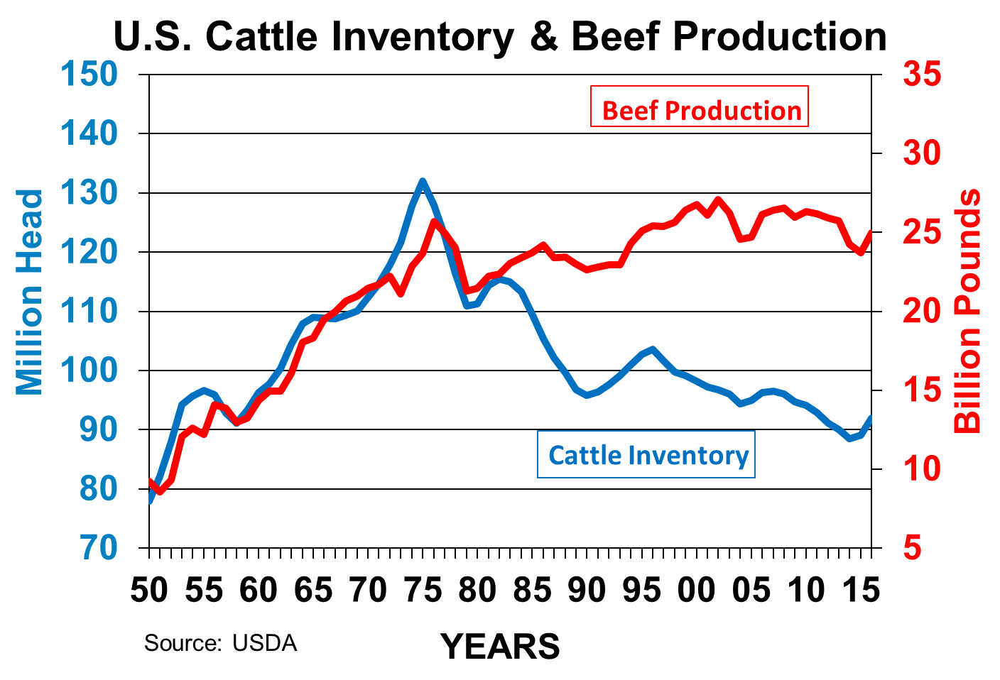 U.S. Cattle Inventory & Beef Production
150
140
130
120
110
100
90
80
70
Million Head
35
30
25
20
15
10
5
Billion Pounds
Beef Production
Cattle Inventory
50 55 60 65 70 75 80 85 90 95 00 05 10 15
Source: USDA
YEARS